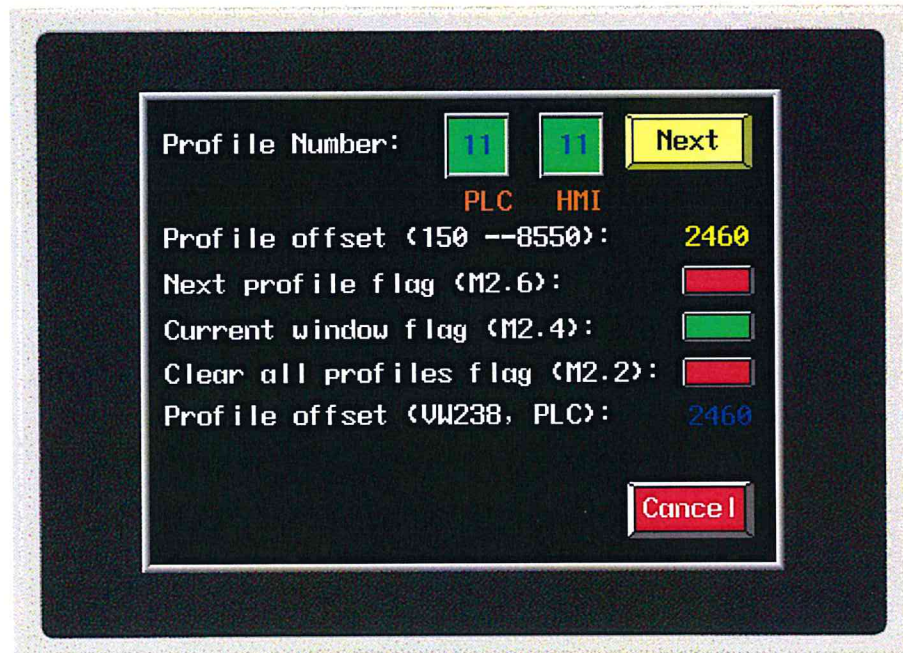 Profile Number: 11 11 Next
PLC HMI
Profile offset (150 --8550): 2460
Next profile flag (M2.6):
Current window flag (M2.4):
Clear all profiles flag (M2.2):
Profile offset (VW238, PLC): 2460
Cancel